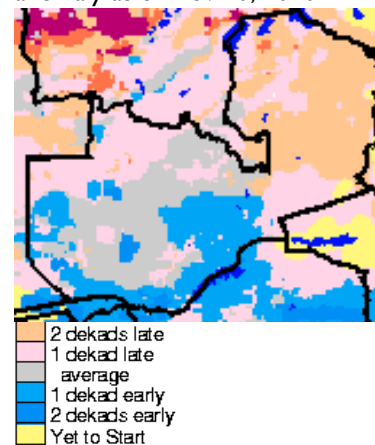 2 dekads late
1 dekad late
average
1 dekad early
2 dekads early
Yet to Start